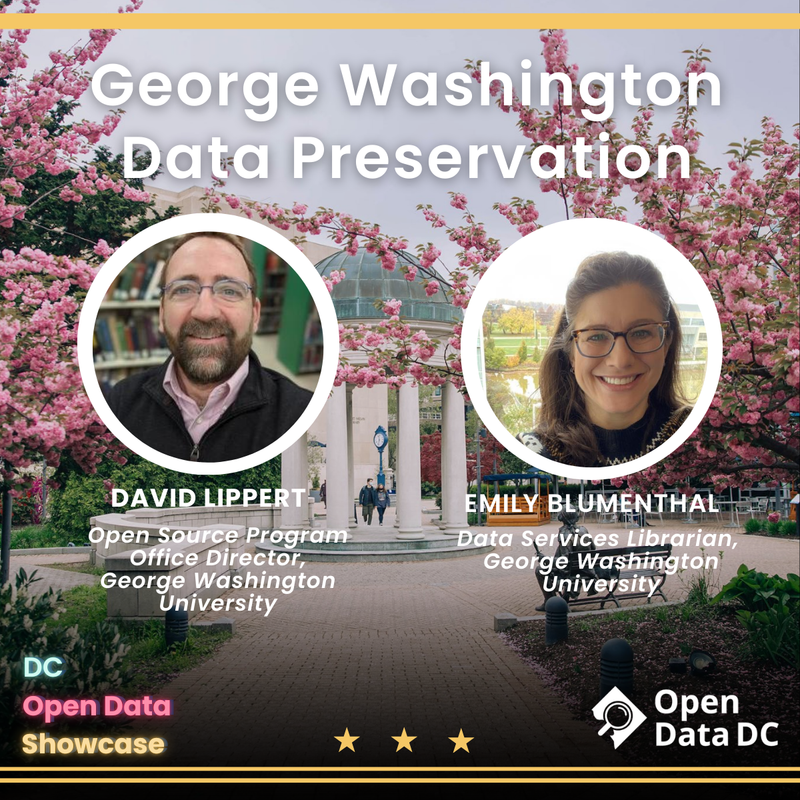 George Washington
Data Preservation
DAVID LIPPERT
Open Source Program
Office Director,
George Washington
University
EMILY BLUMENTHAL
Data Services Librarian,
George Washington
University
DC
Open Data
Showcase
Open
Data DC